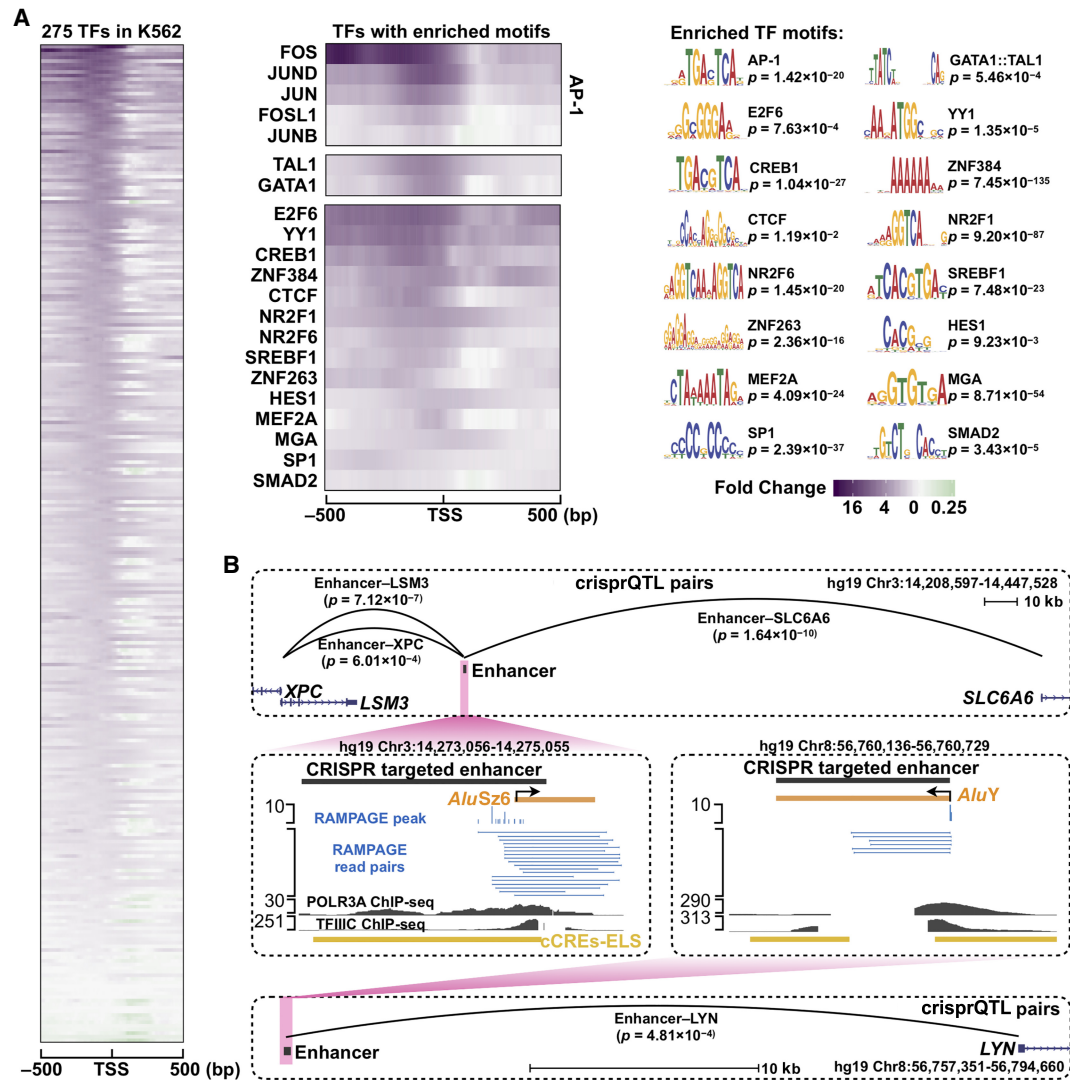 A
275 TFs in K562
–500 TSS 500 (bp)
TFs with enriched motifs
FOS
JUND
JUN
FOSL1
JUNB
AP-1
TAL1
GATA1
E2F6
YY1
CREB1
ZNF384
CTCF
NR2F1
NR2F6
SREBF1
ZNF263
HES1
MEF2A
MGA
SP1
SMAD2
–500 TSS 500 (bp)
Enriched TF motifs:
AP-1
p = 1.42×10⁻²⁰
GATA1::TAL1
p = 5.46×10⁻⁴
E2F6
p = 7.63×10⁻⁴
YY1
p = 1.35×10⁻⁵
CREB1
p = 1.04×10⁻²⁷
ZNF384
p = 7.45×10⁻¹³⁵
CTCF
p = 1.19×10⁻²
NR2F1
p = 9.20×10⁻⁸⁷
NR2F6
p = 1.45×10⁻²⁰
SREBF1
p = 7.48×10⁻²³
ZNF263
p = 2.36×10⁻¹⁶
HES1
p = 9.23×10⁻³
MEF2A
p = 4.09×10⁻²⁴
MGA
p = 8.71×10⁻⁵⁴
SP1
p = 2.39×10⁻³⁷
SMAD2
p = 3.43×10⁻⁵
Fold Change
16 4 0 0.25
B
crisprQTL pairs
hg19 Chr3:14,208,597-14,447,528
10 kb
Enhancer–LSM3
(p = 7.12×10⁻⁷)
Enhancer–XPC
(p = 6.01×10⁻⁴)
Enhancer–SLC6A6
(p = 1.64×10⁻¹⁰)
Enhancer
XPC
LSM3
SLC6A6
hg19 Chr3:14,273,056-14,275,055
CRISPR targeted enhancer
AluSz6
10
RAMPAGE peak
RAMPAGE
read pairs
30
POLR3A ChIP-seq
251
TFIIIC ChIP-seq
cCREs-ELS
hg19 Chr8:56,760,136-56,760,729
CRISPR targeted enhancer
AluY
10
290
313
crisprQTL pairs
Enhancer–LYN
(p = 4.81×10⁻⁴)
Enhancer
LYN
10 kb
hg19 Chr8:56,757,351-56,794,660